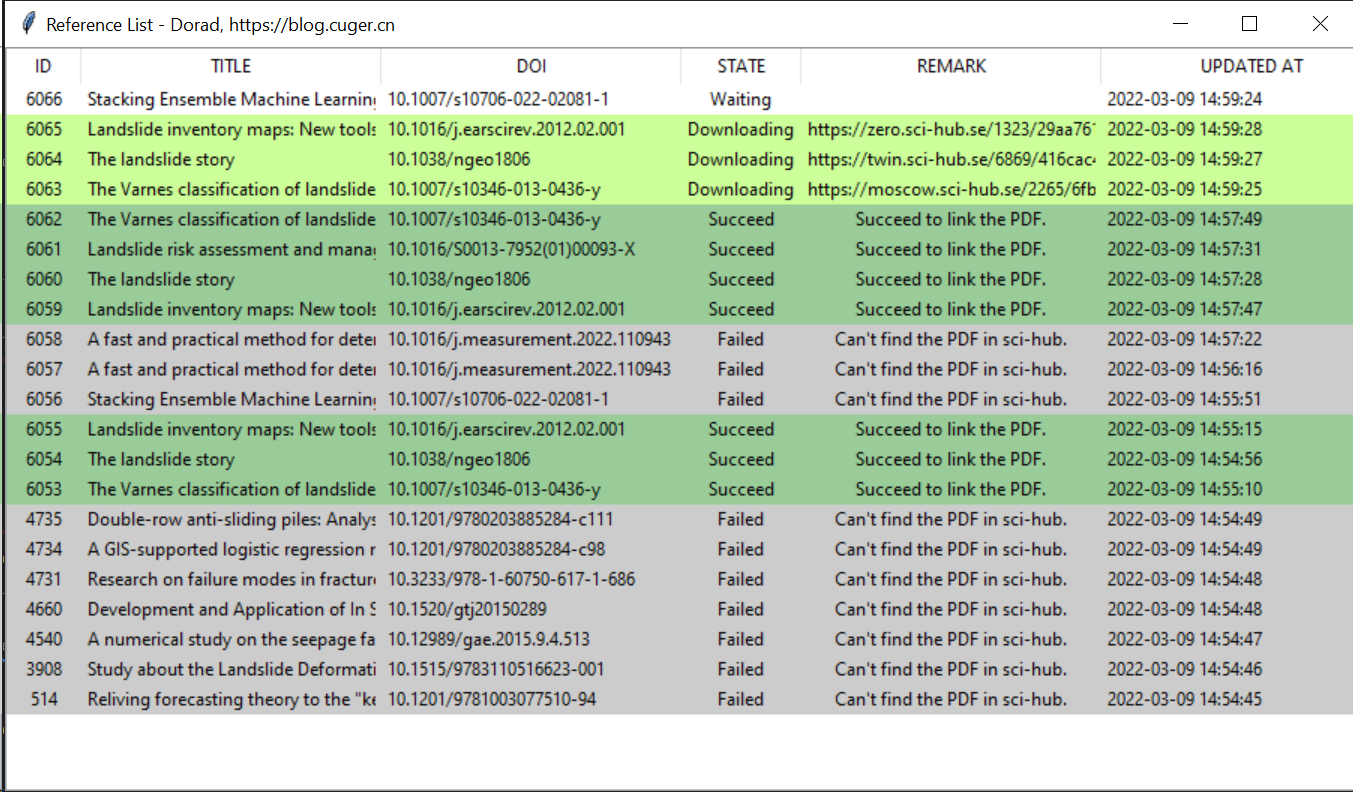 Reference List - Dorad, https://blog.cuger.cn
ID TITLE DOI STATE REMARK UPDATED AT
6066 Stacking Ensemble Machine Learning 10.1007/s10706-022-02081-1 Waiting 2022-03-09 14:59:24
6065 Landslide inventory maps: New tools 10.1016/j.earscirev.2012.02.001 Downloading https://zero.sci-hub.se/1323/29aa767 2022-03-09 14:59:28
6064 The landslide story 10.1038/ngeo1806 Downloading https://twin.sci-hub.se/6869/416cac4 2022-03-09 14:59:27
6063 The Varnes classification of landslide 10.1007/s10346-013-0436-y Downloading https://moscow.sci-hub.se/2265/6fb 2022-03-09 14:59:25
6062 The Varnes classification of landslide 10.1007/s10346-013-0436-y Succeed Succeed to link the PDF. 2022-03-09 14:57:49
6061 Landslide risk assessment and manag 10.1016/S0013-7952(01)00093-X Succeed Succeed to link the PDF. 2022-03-09 14:57:31
6060 The landslide story 10.1038/ngeo1806 Succeed Succeed to link the PDF. 2022-03-09 14:57:28
6059 Landslide inventory maps: New tools 10.1016/j.earscirev.2012.02.001 Succeed Succeed to link the PDF. 2022-03-09 14:57:47
6058 A fast and practical method for deter 10.1016/j.measurement.2022.110943 Failed Can't find the PDF in sci-hub. 2022-03-09 14:57:22
6057 A fast and practical method for deter 10.1016/j.measurement.2022.110943 Failed Can't find the PDF in sci-hub. 2022-03-09 14:56:16
6056 Stacking Ensemble Machine Learning 10.1007/s10706-022-02081-1 Failed Can't find the PDF in sci-hub. 2022-03-09 14:55:51
6055 Landslide inventory maps: New tools 10.1016/j.earscirev.2012.02.001 Succeed Succeed to link the PDF. 2022-03-09 14:55:15
6054 The landslide story 10.1038/ngeo1806 Succeed Succeed to link the PDF. 2022-03-09 14:54:56
6053 The Varnes classification of landslide 10.1007/s10346-013-0436-y Succeed Succeed to link the PDF. 2022-03-09 14:55:10
4735 Double-row anti-sliding piles: Analys 10.1201/9780203885284-c111 Failed Can't find the PDF in sci-hub. 2022-03-09 14:54:49
4734 A GIS-supported logistic regression r 10.1201/9780203885284-c98 Failed Can't find the PDF in sci-hub. 2022-03-09 14:54:49
4731 Research on failure modes in fracture 10.3233/978-1-60750-617-1-686 Failed Can't find the PDF in sci-hub. 2022-03-09 14:54:48
4660 Development and Application of In S 10.1520/gtj20150289 Failed Can't find the PDF in sci-hub. 2022-03-09 14:54:48
4540 A numerical study on the seepage fa 10.12989/gae.2015.9.4.513 Failed Can't find the PDF in sci-hub. 2022-03-09 14:54:47
3908 Study about the Landslide Deformati 10.1515/9783110516623-001 Failed Can't find the PDF in sci-hub. 2022-03-09 14:54:46
514 Reliving forecasting theory to the "ke 10.1201/9781003077510-94 Failed Can't find the PDF in sci-hub. 2022-03-09 14:54:45